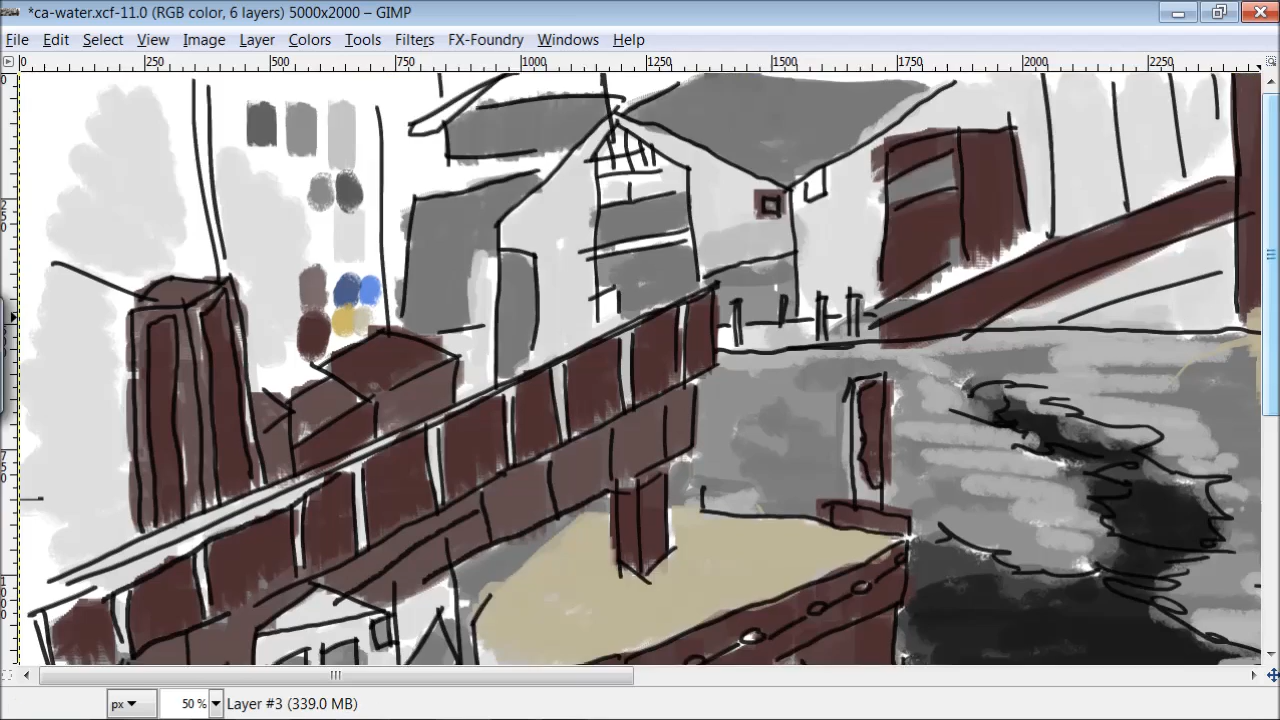 *ca-water.xcf-11.0 (RGB color, 6 layers) 5000x2000 – GIMP
File Edit Select View Image Layer Colors Tools Filters FX-Foundry Windows Help
0 250 500 750 1000 1250 1500 1750 2000 2250
px 50 % Layer #3 (339.0 MB)